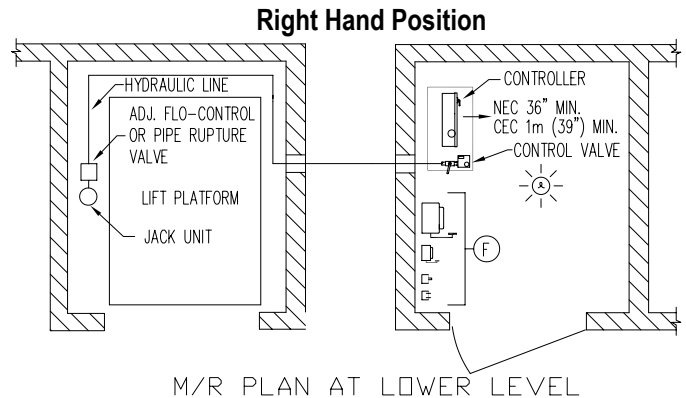 Right Hand Position
HYDRAULIC LINE
ADJ. FLO-CONTROL
OR PIPE RUPTURE
VALVE
LIFT PLATFORM
JACK UNIT
CONTROLLER
NEC 36" MIN.
CEC 1m (39") MIN.
CONTROL VALVE
F
M/R PLAN AT LOWER LEVEL